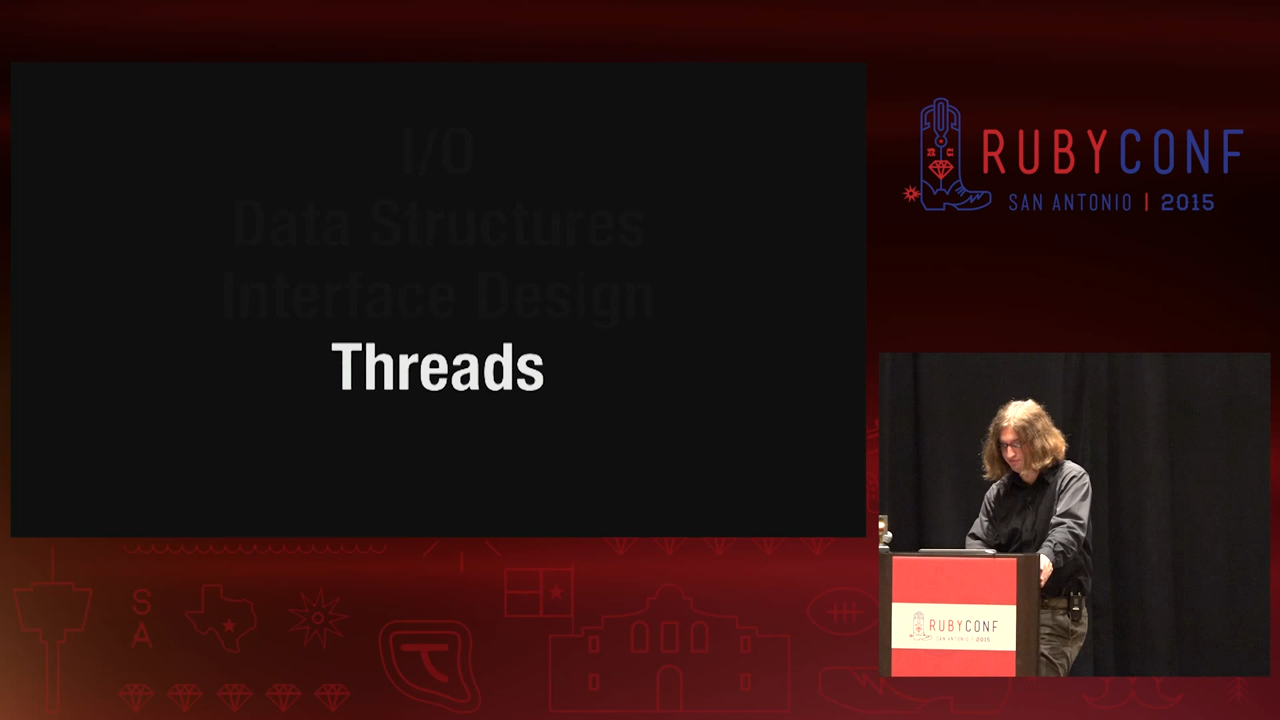 I/O
Data Structures
Interface Design
Threads
RUBYCONF
SAN ANTONIO | 2015
S
A
RUBYCONF
SAN ANTONIO | 2015